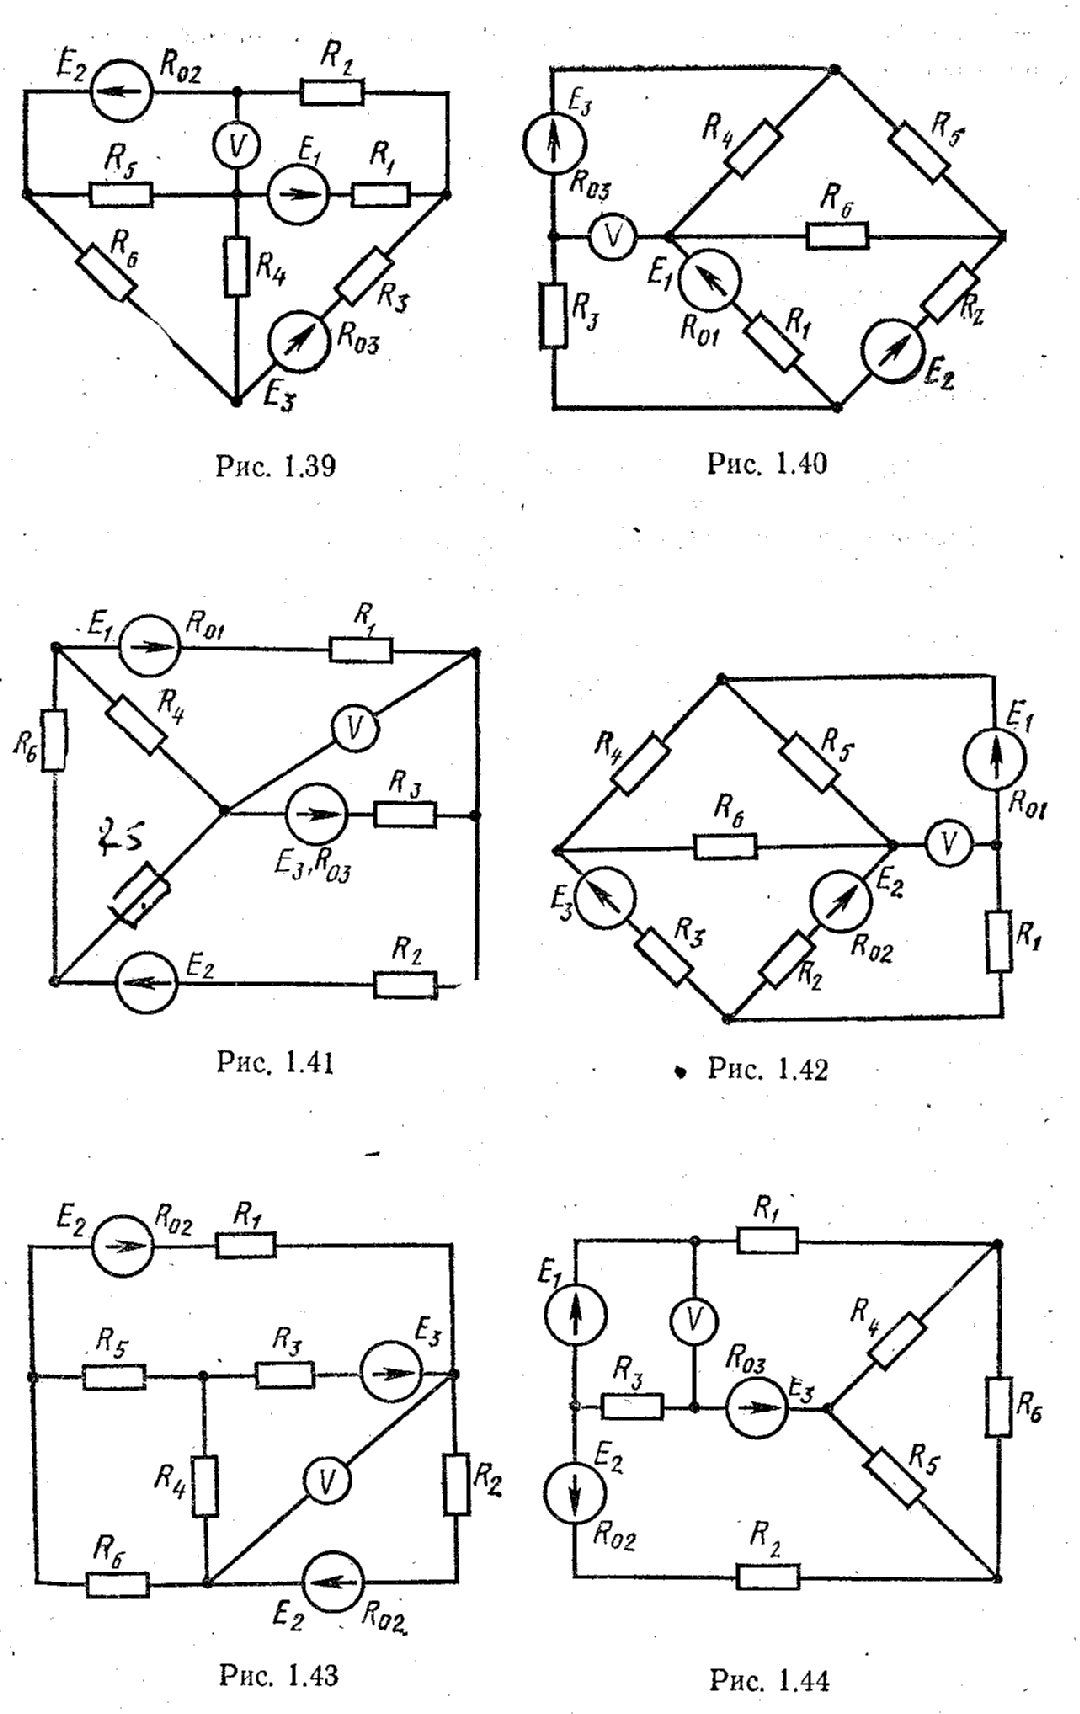 E2 R02 R2
V
R5 E1 R1
R6 R4 R3
R03
E3
Рис. 1.39
E3 R4 R5
R03 R6
V
E1
R3 R01 R1 R2
E2
Рис. 1.40
E1 R01 R1
R4 V
R6
R3
R5
E3, R03
E2 R2
Рис. 1.41
R4 R5 E1
R01
R6 V
E3 E2
R3 R02 R1
R2
Рис. 1.42
E2 R02 R1
R5 R3 E3
R4 V R2
R6
E2 R02
Рис. 1.43
R1
E1
V R4
R3 R03
E3 R6
E2 R5
R02 R2
Рис. 1.44